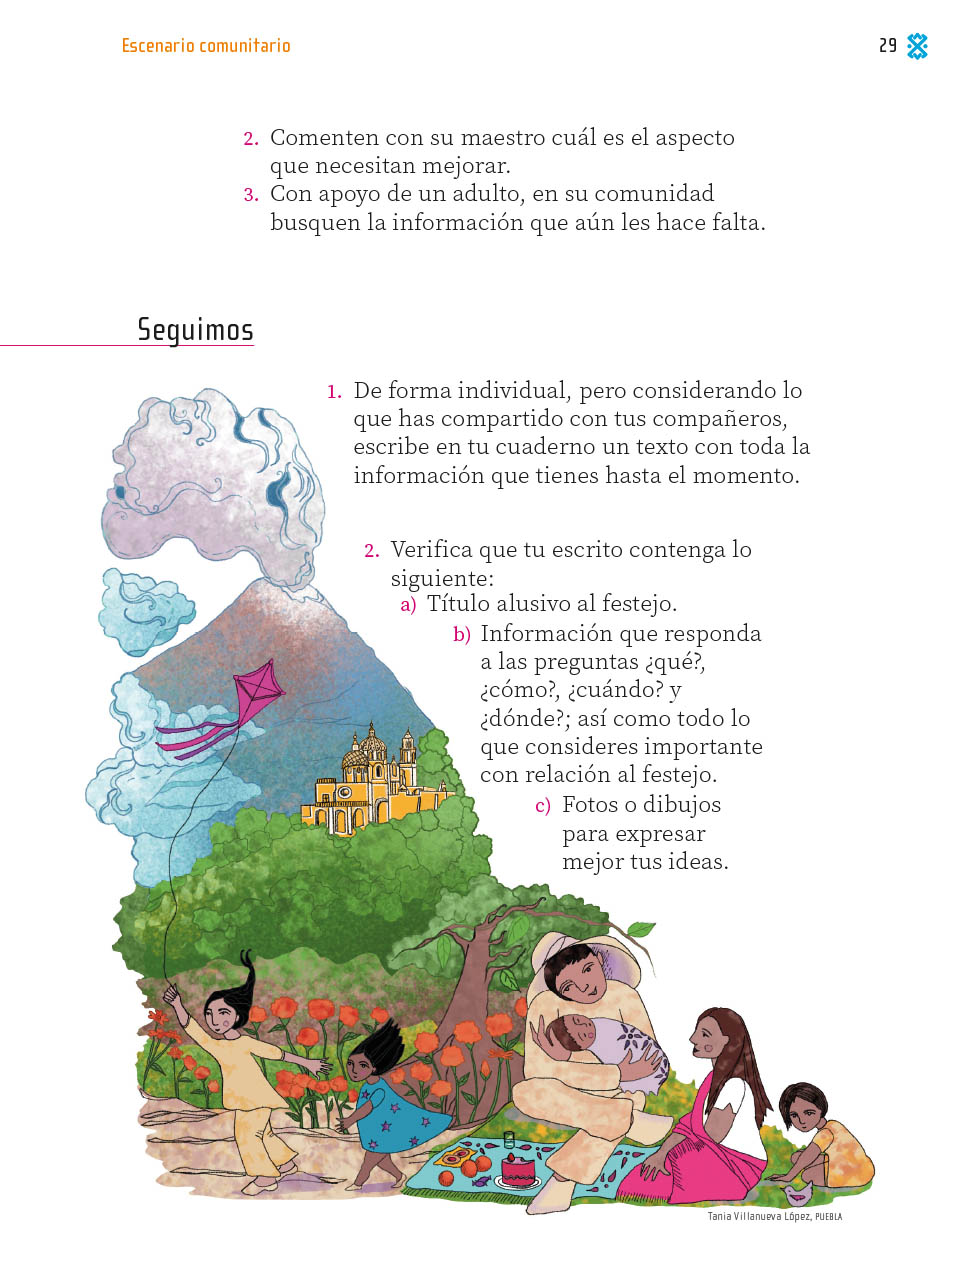 Escenario comunitario
29
2. Comenten con su maestro cuál es el aspecto
que necesitan mejorar.
3. Con apoyo de un adulto, en su comunidad
busquen la información que aún les hace falta.
Seguimos
1. De forma individual, pero considerando lo
que has compartido con tus compañeros,
escribe en tu cuaderno un texto con toda la
información que tienes hasta el momento.
2. Verifica que tu escrito contenga lo
siguiente:
a) Título alusivo al festejo.
b) Información que responda
a las preguntas ¿qué?,
¿cómo?, ¿cuándo? y
¿dónde?; así como todo lo
que consideres importante
con relación al festejo.
c) Fotos o dibujos
para expresar
mejor tus ideas.
Tania Villanueva López, PUEBLA